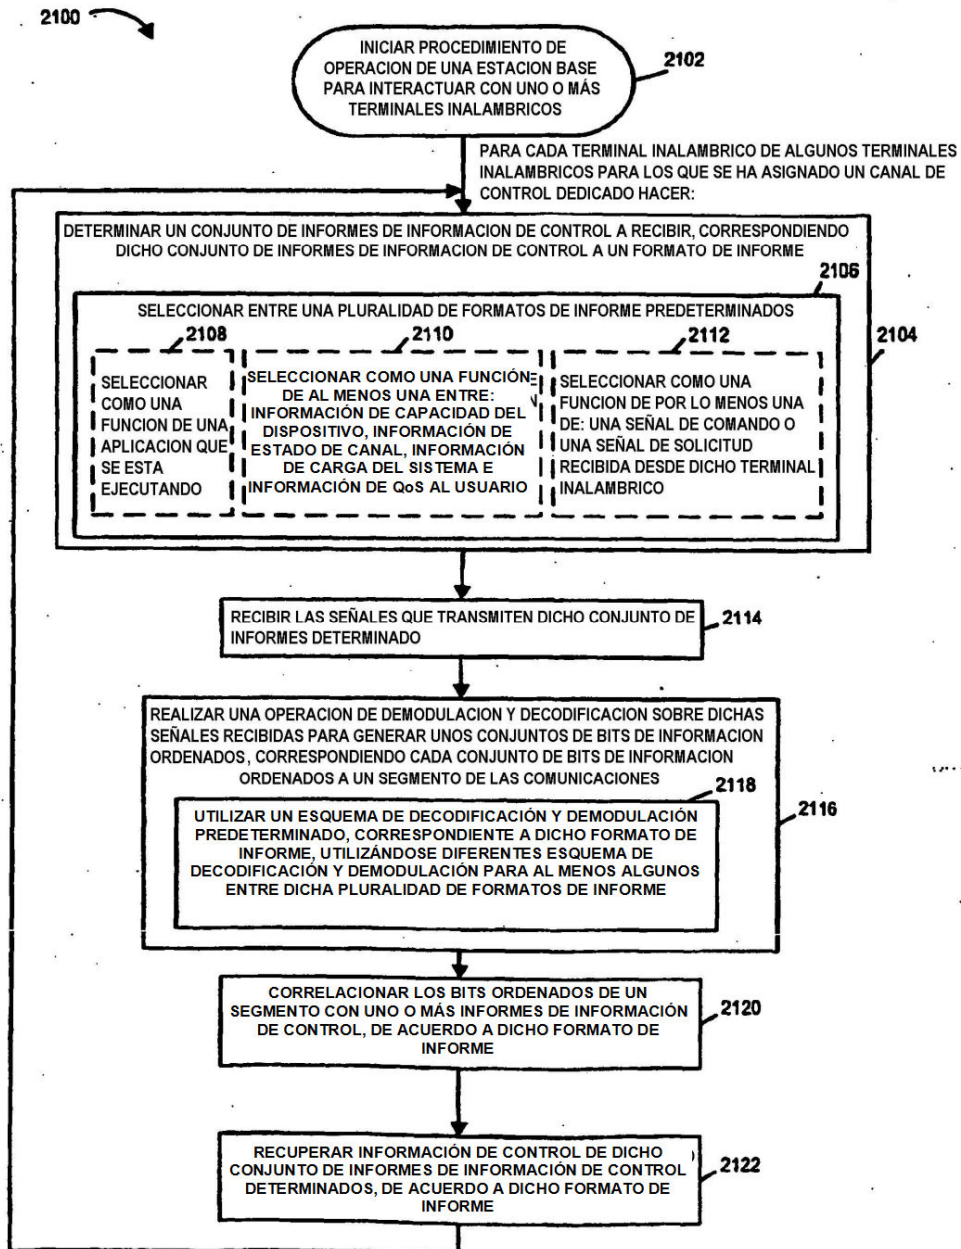 2100
INICIAR PROCEDIMIENTO DE
OPERACION DE UNA ESTACION BASE
PARA INTERACTUAR CON UNO O MÁS
TERMINALES INALAMBRICOS
2102
PARA CADA TERMINAL INALAMBRICO DE ALGUNOS TERMINALES
INALAMBRICOS PARA LOS QUE SE HA ASIGNADO UN CANAL DE
CONTROL DEDICADO HACER:
DETERMINAR UN CONJUNTO DE INFORMES DE INFORMACION DE CONTROL A RECIBIR, CORRESPONDIENDO
DICHO CONJUNTO DE INFORMES DE INFORMACION DE CONTROL A UN FORMATO DE INFORME
2106
SELECCIONAR ENTRE UNA PLURALIDAD DE FORMATOS DE INFORME PREDETERMINADOS
2108
2110
2112
2104
SELECCIONAR
COMO UNA
FUNCION DE UNA
APLICACION QUE
SE ESTA
EJECUTANDO
SELECCIONAR COMO UNA FUNCIÓN
DE AL MENOS UNA ENTRE:
INFORMACIÓN DE CAPACIDAD DEL
DISPOSITIVO, INFORMACIÓN DE
ESTADO DE CANAL, INFORMACIÓN
DE CARGA DEL SISTEMA E
INFORMACIÓN DE QoS AL USUARIO
SELECCIONAR COMO UNA
FUNCION DE POR LO MENOS UNA
DE: UNA SEÑAL DE COMANDO O
UNA SEÑAL DE SOLICITUD
RECIBIDA DESDE DICHO TERMINAL
INALAMBRICO
RECIBIR LAS SEÑALES QUE TRANSMITEN DICHO CONJUNTO DE
INFORMES DETERMINADO
2114
REALIZAR UNA OPERACION DE DEMODULACION Y DECODIFICACION SOBRE DICHAS
SEÑALES RECIBIDAS PARA GENERAR UNOS CONJUNTOS DE BITS DE INFORMACION
ORDENADOS, CORRESPONDIENDO CADA CONJUNTO DE BITS DE INFORMACION
ORDENADOS A UN SEGMENTO DE LAS COMUNICACIONES
2118
2116
UTILIZAR UN ESQUEMA DE DECODIFICACIÓN Y DEMODULACIÓN
PREDETERMINADO, CORRESPONDIENTE A DICHO FORMATO DE
INFORME, UTILIZÁNDOSE DIFERENTES ESQUEMA DE
DECODIFICACIÓN Y DEMODULACIÓN PARA AL MENOS ALGUNOS
ENTRE DICHA PLURALIDAD DE FORMATOS DE INFORME
CORRELACIONAR LOS BITS ORDENADOS DE UN
SEGMENTO CON UNO O MÁS INFORMES DE INFORMACIÓN
DE CONTROL, DE ACUERDO A DICHO FORMATO DE
INFORME
2120
RECUPERAR INFORMACIÓN DE CONTROL DE DICHO
CONJUNTO DE INFORMES DE INFORMACIÓN DE CONTROL
DETERMINADOS, DE ACUERDO A DICHO FORMATO DE
INFORME
2122